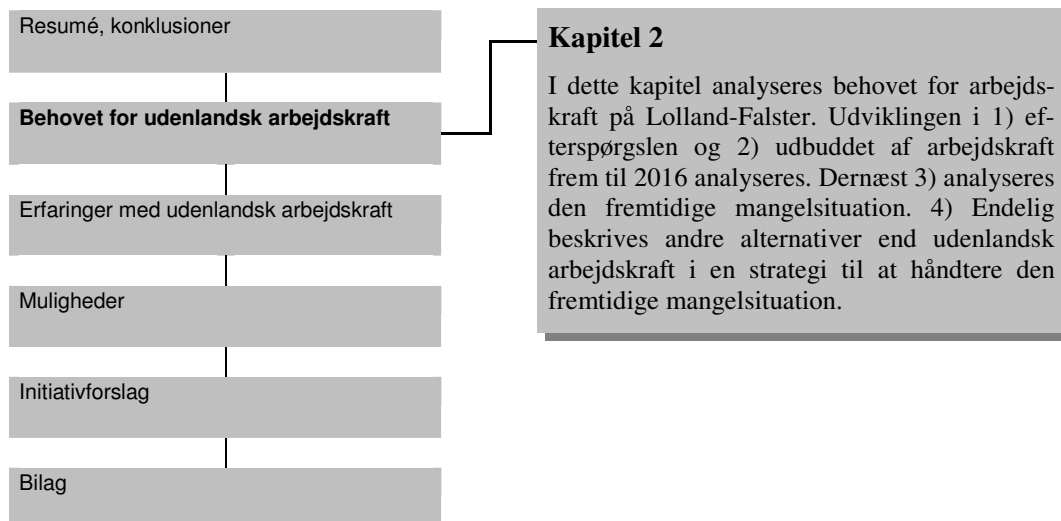 Resumé, konklusioner
Behovet for udenlandsk arbejdskraft
Erfaringer med udenlandsk arbejdskraft
Muligheder
Initiativforslag
Bilag
Kapitel 2
I dette kapitel analyseres behovet for arbejds-
kraft på Lolland-Falster. Udviklingen i 1) ef-
terspørgslen og 2) udbuddet af arbejdskraft
frem til 2016 analyseres. Dernæst 3) analyseres
den fremtidige mangelsituation. 4) Endelig
beskrives andre alternativer end udenlandsk
arbejdskraft i en strategi til at håndtere den
fremtidige mangelsituation.